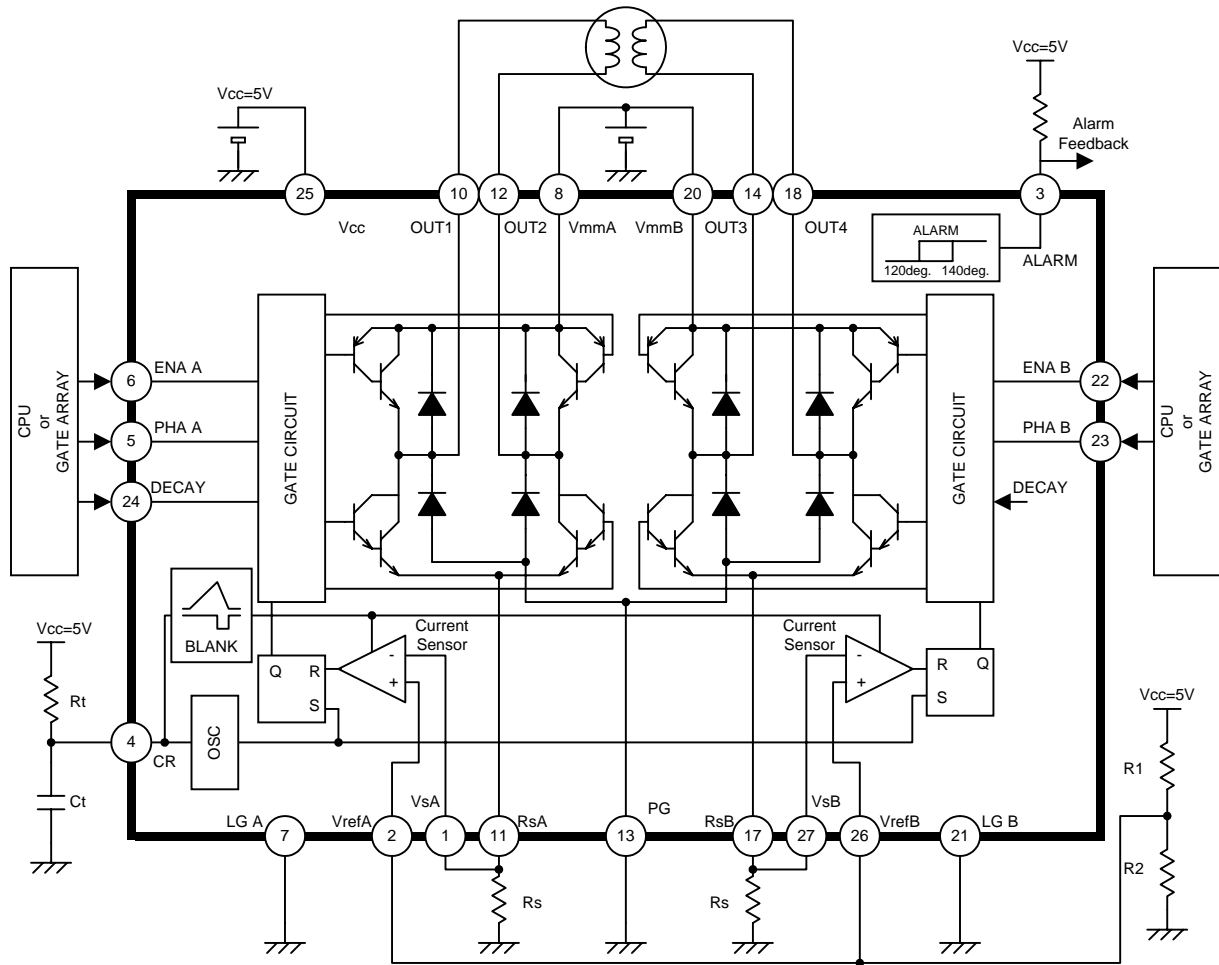 Vcc=5V
Vcc=5V
Alarm
Feedback
25
10
12
8
20
14
18
3
Vcc
OUT1
OUT2
VmmA
VmmB
OUT3
OUT4
ALARM
120deg.
140deg.
ALARM
CPU
or
GATE ARRAY
6
ENA A
5
PHA A
24
DECAY
GATE CIRCUIT
GATE CIRCUIT
ENA B
22
PHA B
23
DECAY
CPU
or
GATE ARRAY
BLANK
Current
Sensor
-
+
Q
R
S
Current
Sensor
-
+
R
Q
S
Vcc=5V
Rt
4
CR
OSC
Ct
Vcc=5V
R1
R2
LG A
7
VrefA
2
VsA
1
11
RsA
13
PG
RsB
17
VsB
27
26
VrefB
21
LG B
Rs
Rs